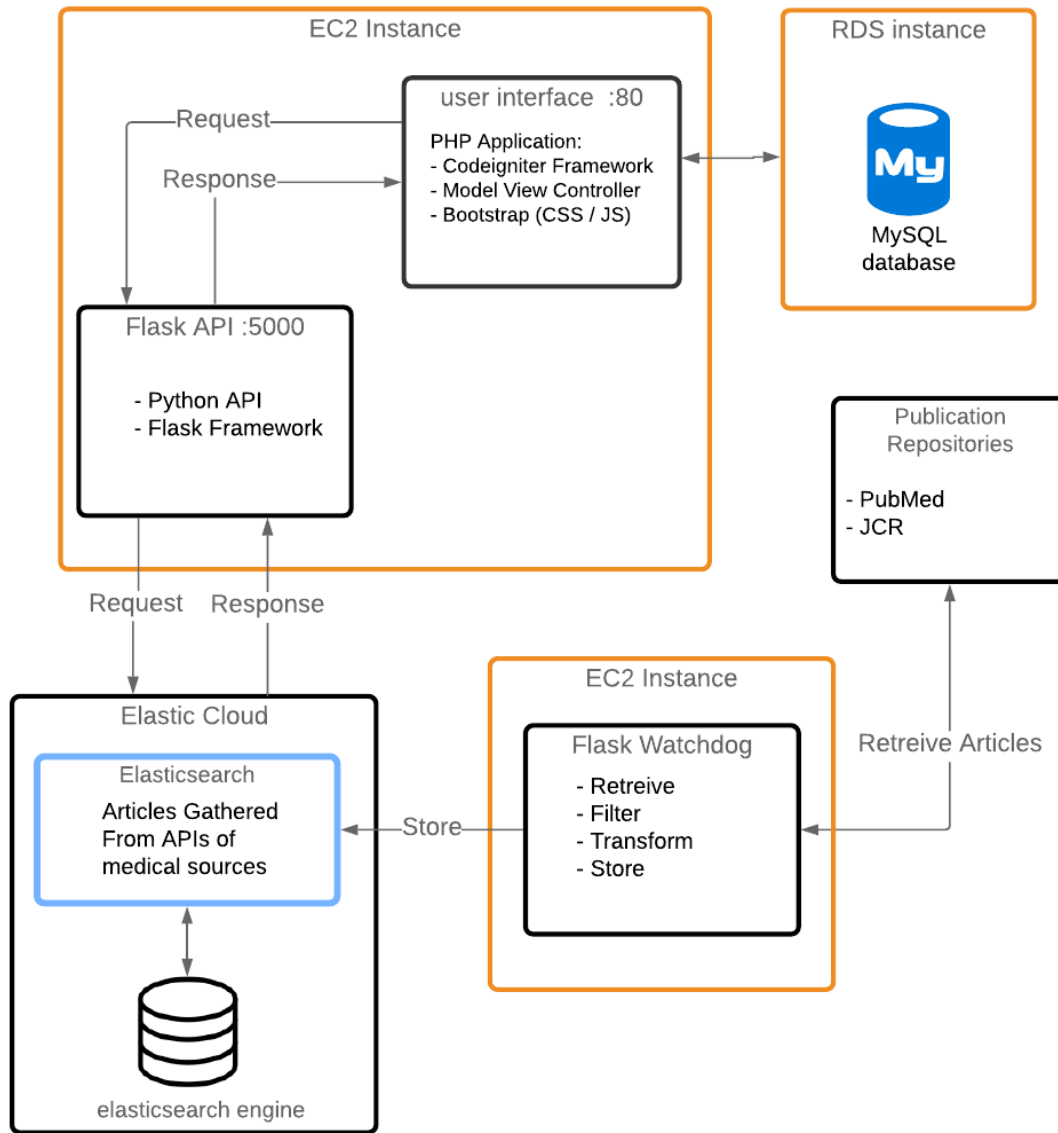 EC2 Instance
RDS instance
user interface  :80
PHP Application:
- Codeigniter Framework
- Model View Controller
- Bootstrap (CSS / JS)
Request
Response
My
MySQL
database
Flask API :5000
- Python API
- Flask Framework
Publication
Repositories
- PubMed
- JCR
Request
Response
EC2 Instance
Elastic Cloud
Flask Watchdog
- Retreive
- Filter
- Transform
- Store
Retreive Articles
Elasticsearch
Articles Gathered
From APIs of
medical sources
Store
elasticsearch engine